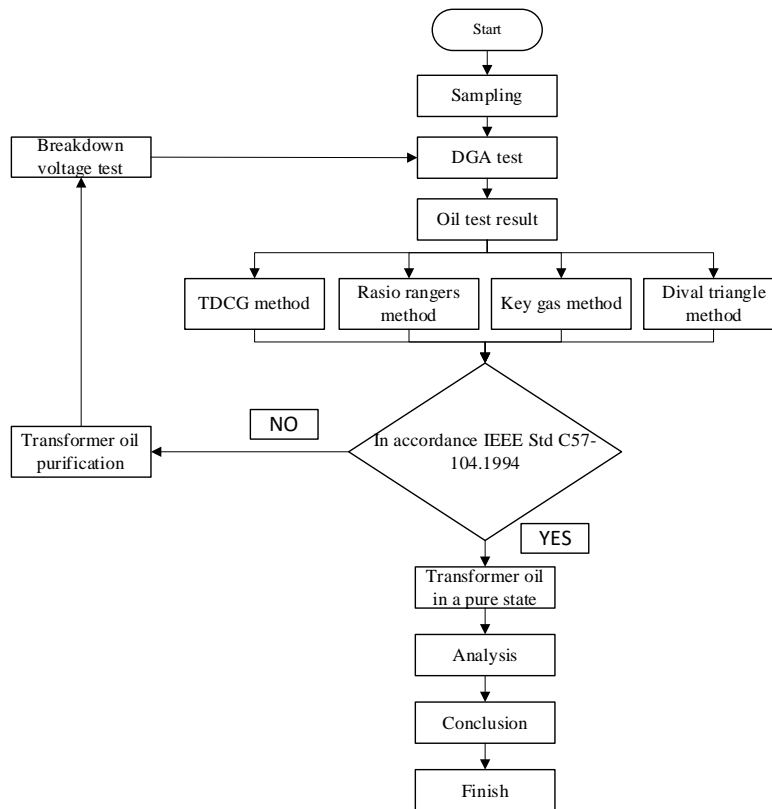 Start
Sampling
Breakdown
voltage test
DGA test
Oil test result
TDCG method
Rasio rangers
method
Key gas method
Dival triangle
method
NO
In accordance IEEE Std C57-
104.1994
Transformer oil
purification
YES
Transformer oil
in a pure state
Analysis
Conclusion
Finish